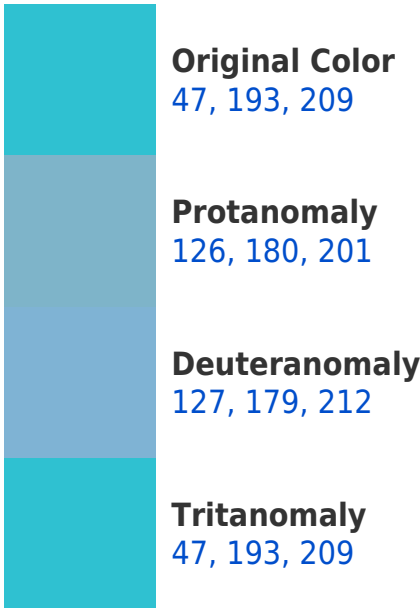 Original Color
47, 193, 209
Protanomaly
126, 180, 201
Deuteranomaly
127, 179, 212
Tritanomaly
47, 193, 209